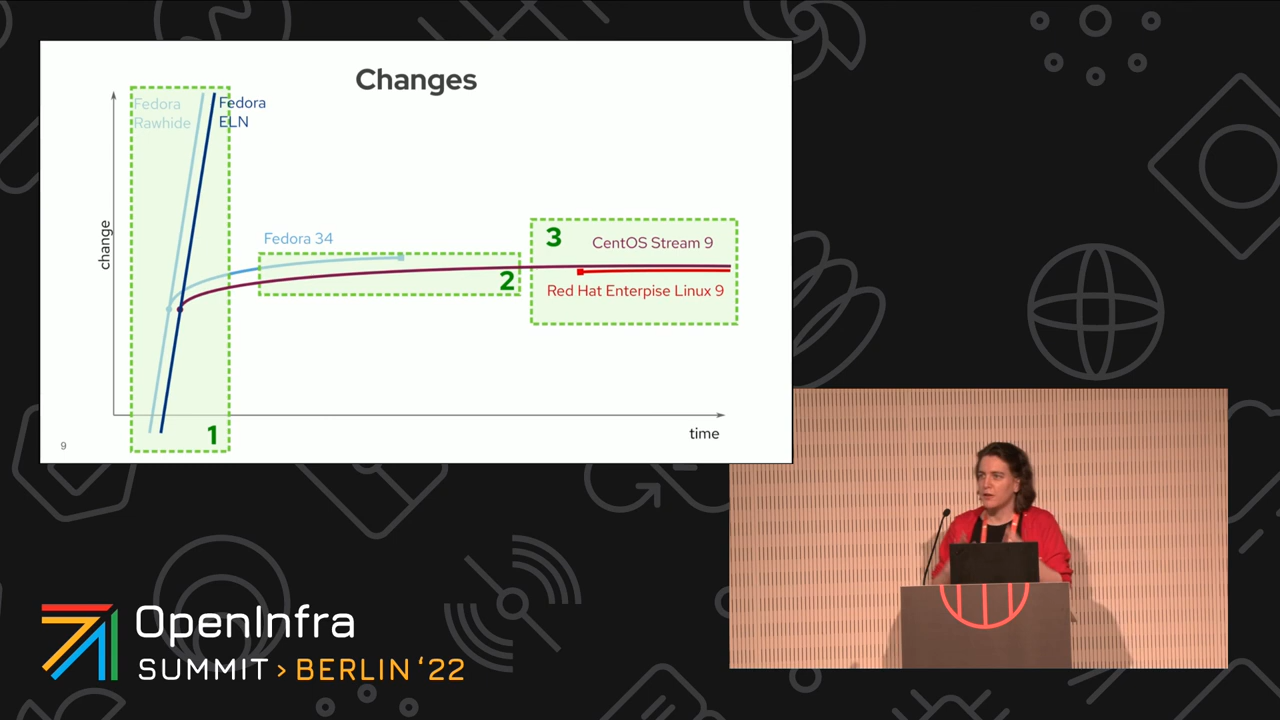 Changes
Fedora
Rawhide
Fedora
ELN
change
Fedora 34
2
3
CentOS Stream 9
Red Hat Enterpise Linux 9
1
time
9
OpenInfra
SUMMIT > BERLIN ‘22